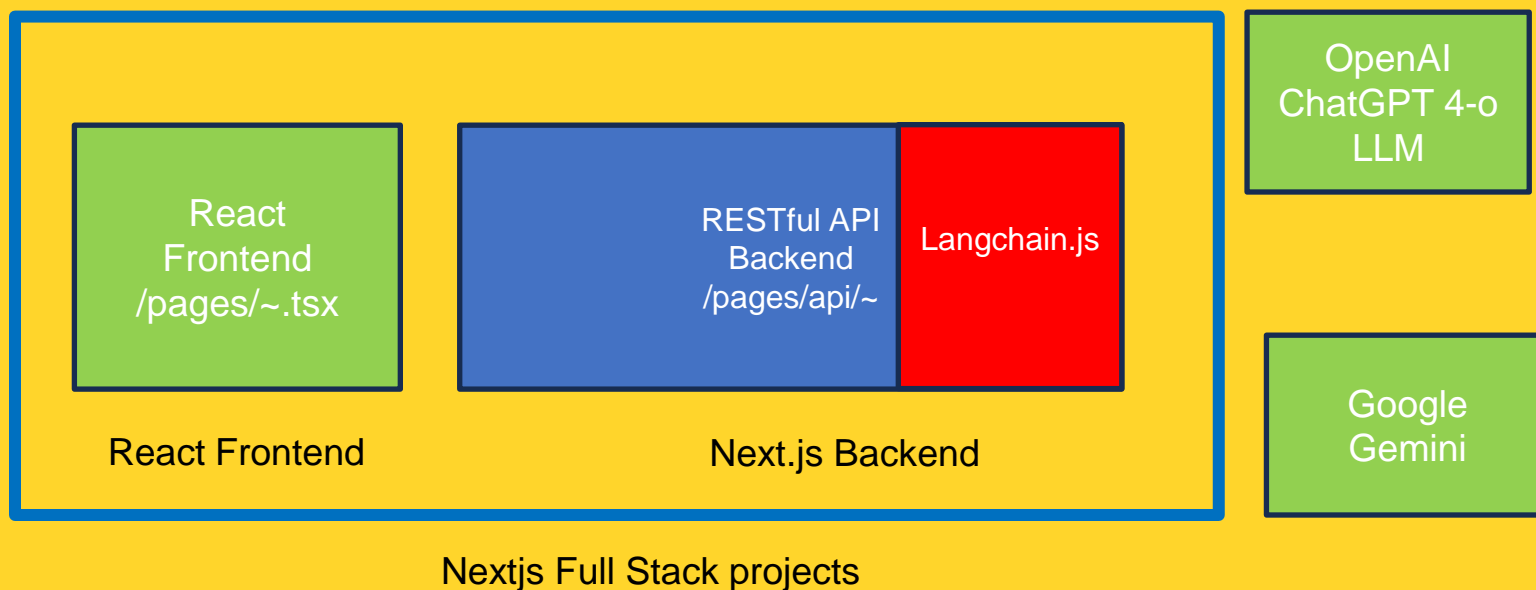 React
Frontend
/pages/~.tsx
RESTful API
Backend
/pages/api/~
Langchain.js
React Frontend
Next.js Backend
Nextjs Full Stack projects
OpenAI
ChatGPT 4-o
LLM
Google
Gemini